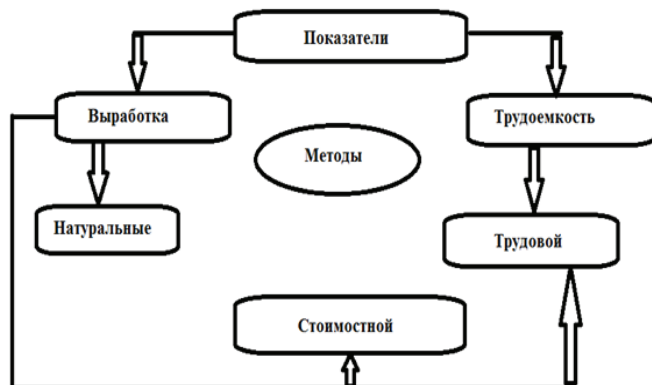 Показатели
Выработка
Трудоемкость
Методы
Натуральные
Трудовой
Стоимостной